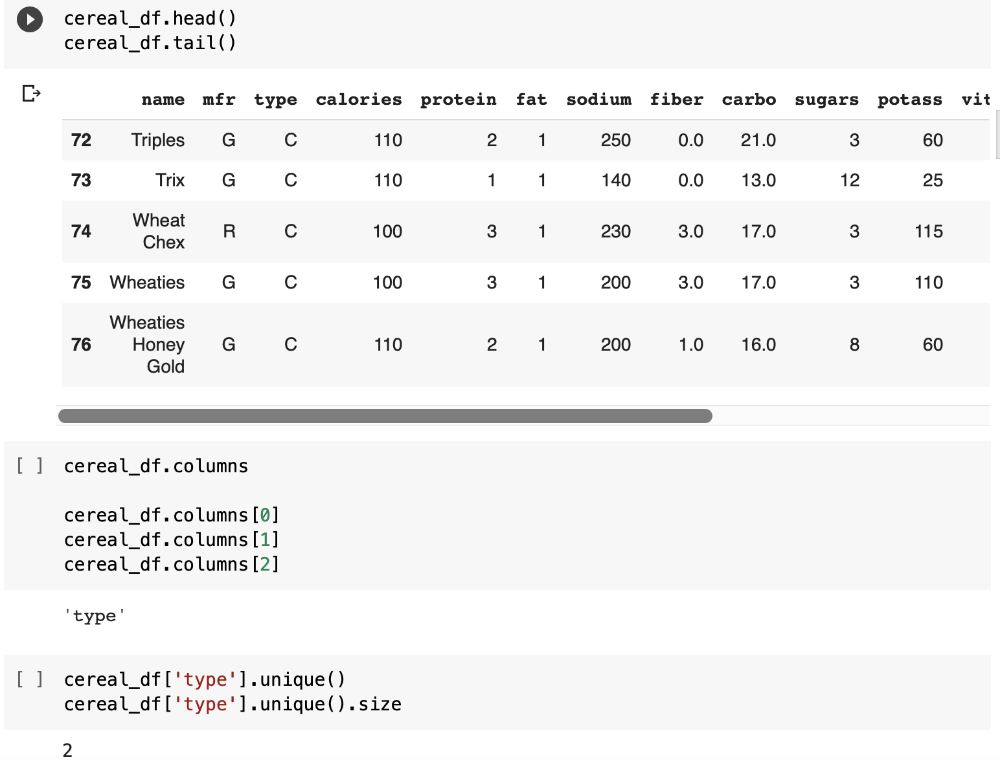 cereal_df.head()
cereal_df.tail()
name mfr type calories protein fat sodium fiber carbo sugars potass vit
72 Triples G C 110 2 1 250 0.0 21.0 3 60
73 Trix G C 110 1 1 140 0.0 13.0 12 25
74 Wheat Chex R C 100 3 1 230 3.0 17.0 3 115
75 Wheaties G C 100 3 1 200 3.0 17.0 3 110
76 Wheaties Honey Gold G C 110 2 1 200 1.0 16.0 8 60
[ ] cereal_df.columns
cereal_df.columns[0]
cereal_df.columns[1]
cereal_df.columns[2]
'type'
[ ] cereal_df['type'].unique()
cereal_df['type'].unique().size
2